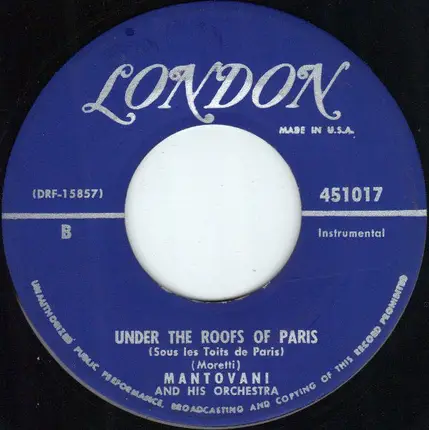 LONDON
MADE IN U.S.A.
(DRF-15857)
451017
B
Instrumental
UNDER THE ROOFS OF PARIS
(Sous les Toits de Paris)
(Moretti)
MANTOVANI
AND HIS ORCHESTRA
UNAUTHORIZED PUBLIC PERFORMANCE, BROADCASTING AND COPYING OF THIS RECORD PROHIBITED